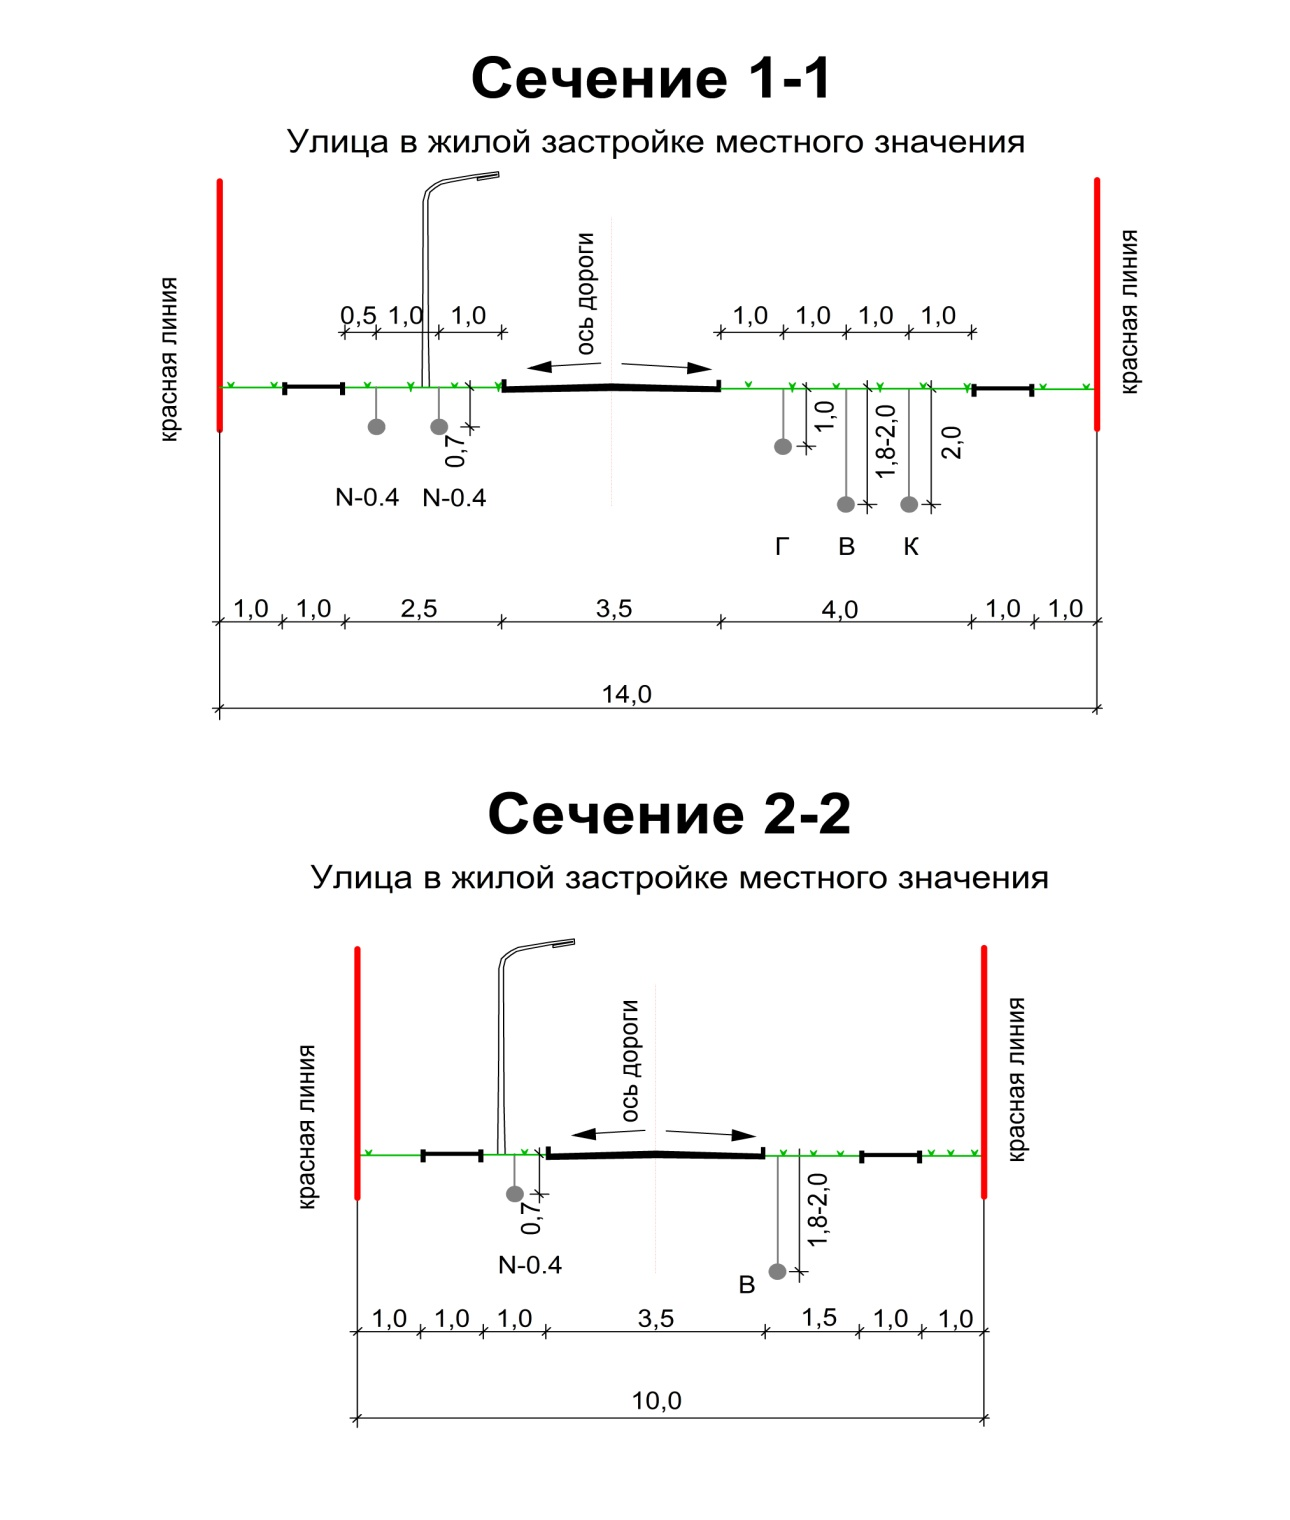 Сечение 1-1
Улица в жилой застройке местного значения
красная линия
ось дороги
красная линия
0,5 1,0 1,0
1,0 1,0 1,0 1,0
0,7
1,0
1,8-2,0
2,0
N-0.4 N-0.4
Г В К
1,0 1,0 2,5 3,5 4,0 1,0 1,0
14,0
Сечение 2-2
Улица в жилой застройке местного значения
красная линия
ось дороги
красная линия
0,7
1,8-2,0
N-0.4
В
1,0 1,0 1,0 3,5 1,5 1,0 1,0
10,0